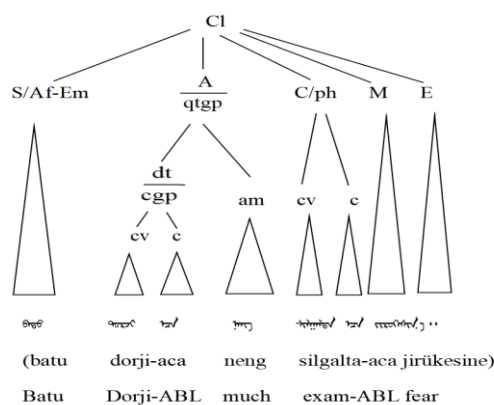 Cl
S/Af-Em A C/ph M E
qtgp
dt am cv c
cgp
cv c
(batu dorji-aca neng silgalta-aca jirükesine)
Batu Dorji-ABL much exam-ABL fear